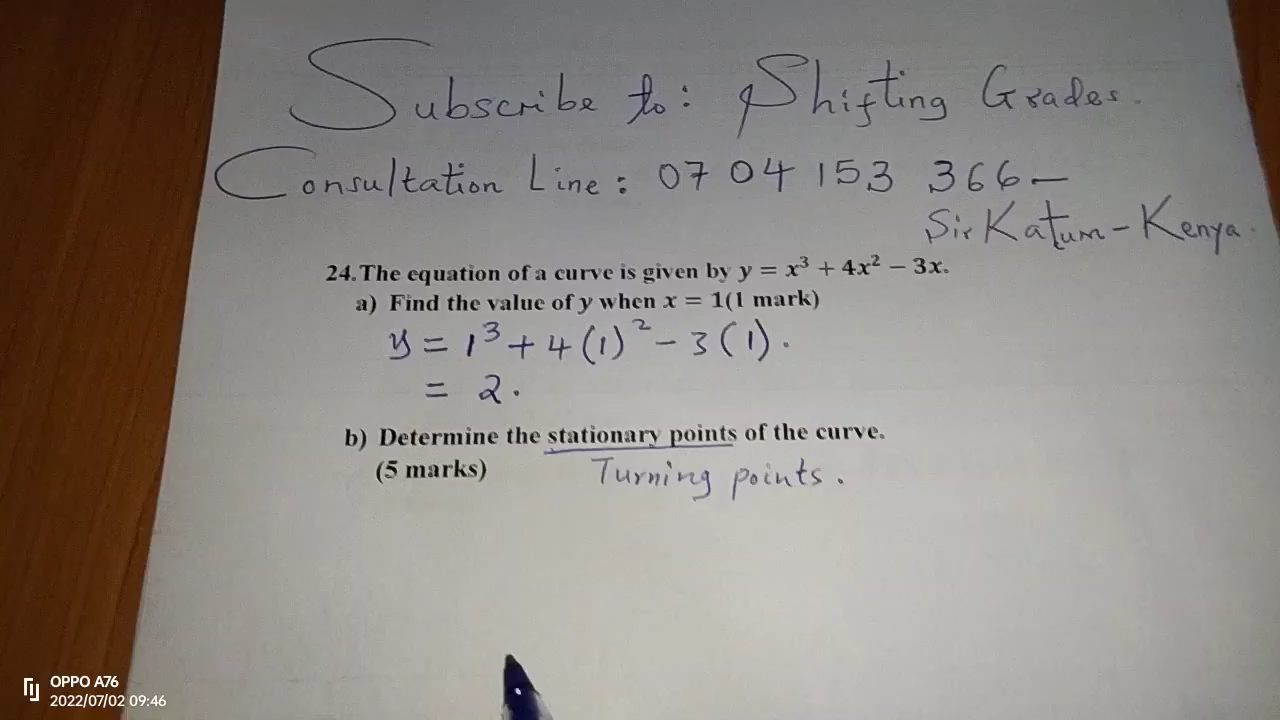 Subscribe to: Shifting Grades.
Consultation Line: 0704 153 366 –
Sir Katum – Kenya.
24. The equation of a curve is given by y = x³ + 4x² − 3x.
a) Find the value of y when x = 1(1 mark)
y = 1³ + 4(1)² − 3(1).
= 2.
b) Determine the stationary points of the curve.
(5 marks)
Turning points.
OPPO A76
2022/07/02 09:46